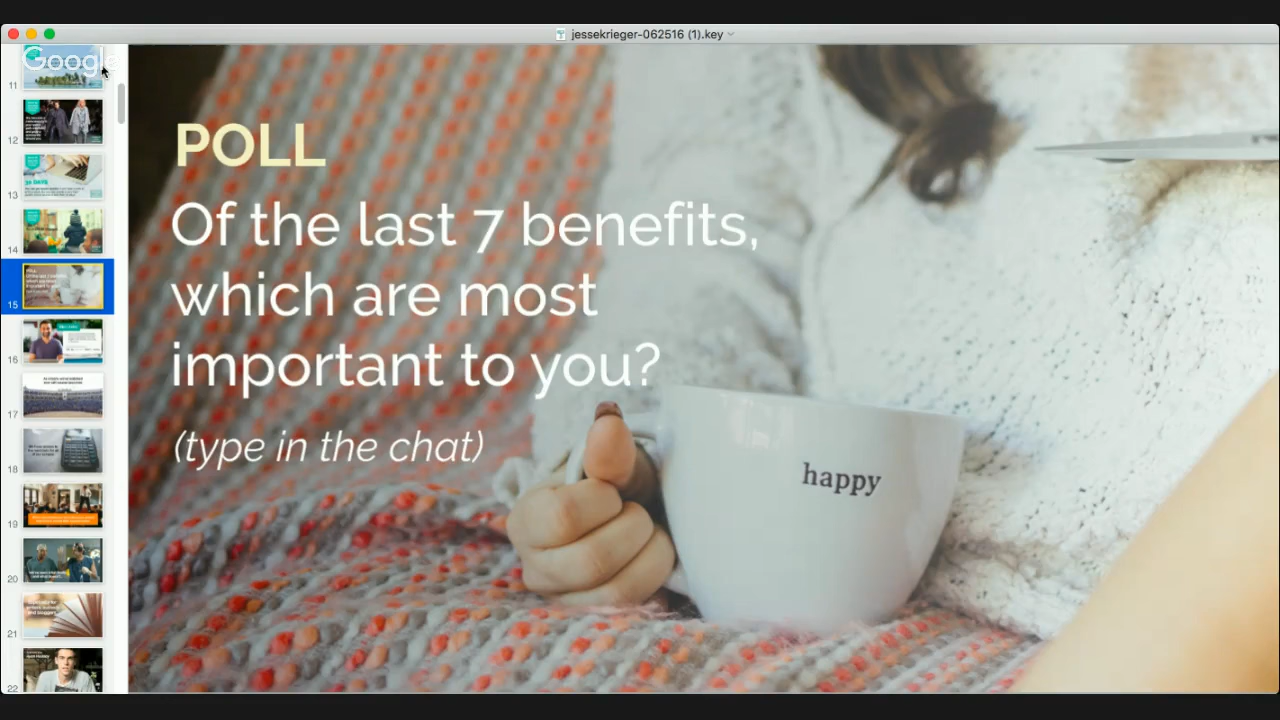 jessekrieger-062516 (1).key
Google
11
12
13
14
15
16
17
18
19
20
21
22
POLL
Of the last 7 benefits,
which are most
important to you?
(type in the chat)
happy